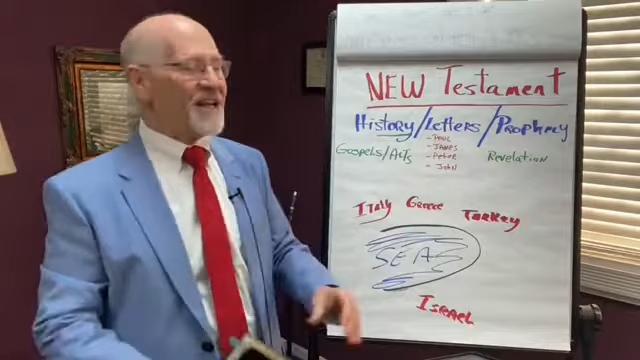 NEW Testament
History/Letters/Prophecy
Gospels/Acts
- Paul
- James
- Peter
- John
Revelation
Italy Greece Turkey
SEAS
Israel